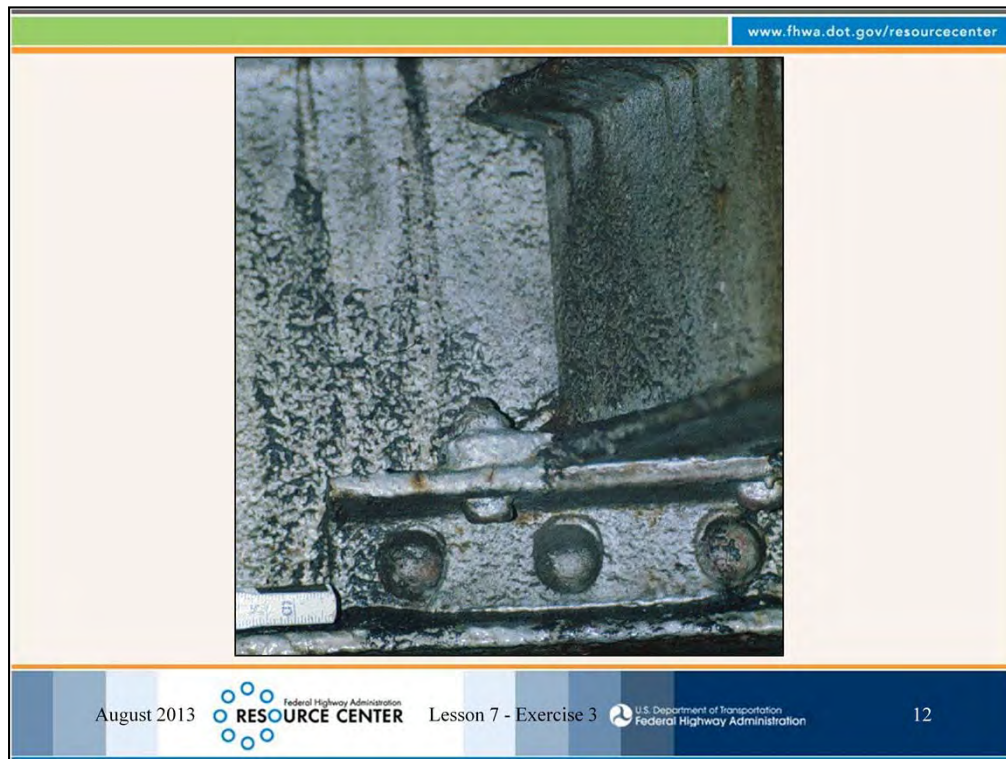 www.fhwa.dot.gov/resourcecenter
August 2013
Federal Highway Administration
RESOURCE CENTER
Lesson 7 - Exercise 3
U.S. Department of Transportation
Federal Highway Administration
12